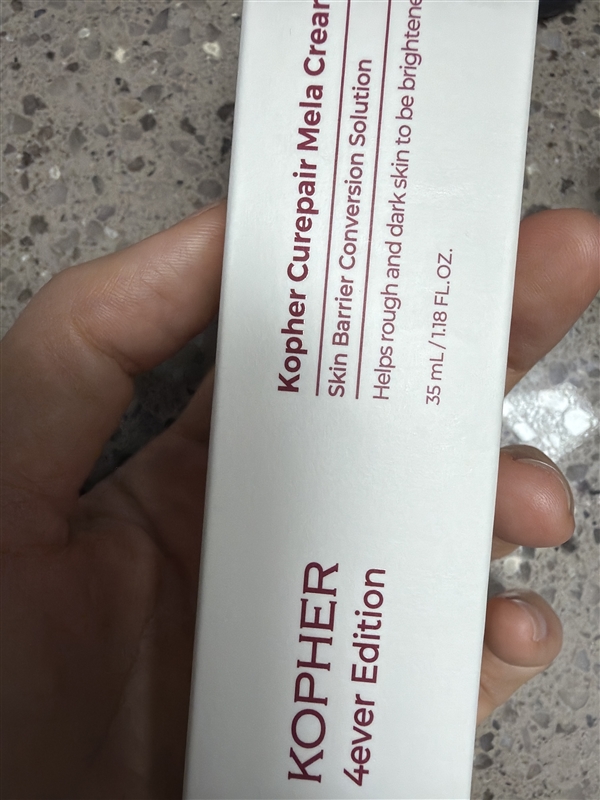 Kopher Curepair Mela Crear
Skin Barrier Conversion Solution
Helps rough and dark skin to be brightene
35 mL / 1.18 FL.OZ.
KOPHER
4ever Edition